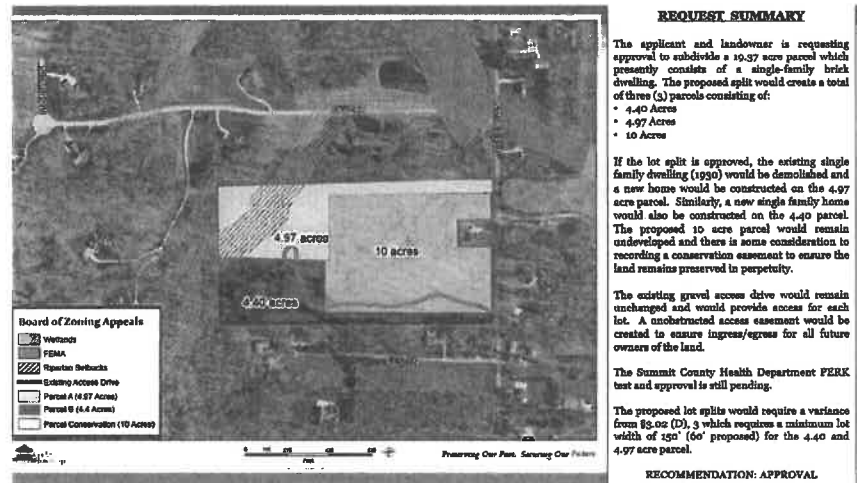 4.97 acres
10 acres
4.40 acres
Board of Zoning Appeals
Wetlands
FEMA
Riparian Setbacks
Existing Access Drive
Parcel A (4.97 Acres)
Parcel B (4.4 Acres)
Parcel Conservation (10 Acres)
Preserving Our Past. Securing Our Future
REQUEST SUMMARY
The applicant and landowner is requesting
approval to subdivide a 19.37 acre parcel which
presently consists of a single-family brick
dwelling. The proposed split would create a total
of three (3) parcels consisting of:
• 4.40 Acres
• 4.97 Acres
• 10 Acres
If the lot split is approved, the existing single
family dwelling (1930) would be demolished and
a new home would be constructed on the 4.97
acre parcel. Similarly, a new single family home
would also be constructed on the 4.40 parcel.
The proposed 10 acre parcel would remain
undeveloped and there is some consideration to
recording a conservation easement to ensure the
land remains preserved in perpetuity.
The existing gravel access drive would remain
unchanged and would provide access for each
lot. A unobstructed access easement would be
created to ensure ingress/egress for all future
owners of the land.
The Summit County Health Department PERK
test and approval is still pending.
The proposed lot splits would require a variance
from §3.02 (D), 3 which requires a minimum lot
width of 150' (60' proposed) for the 4.40 and
4.97 acre parcel.
RECOMMENDATION: APPROVAL